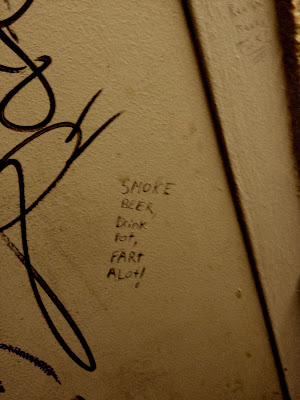 SMOKE
BEER,
Drink
Pot,
FART
ALOt!